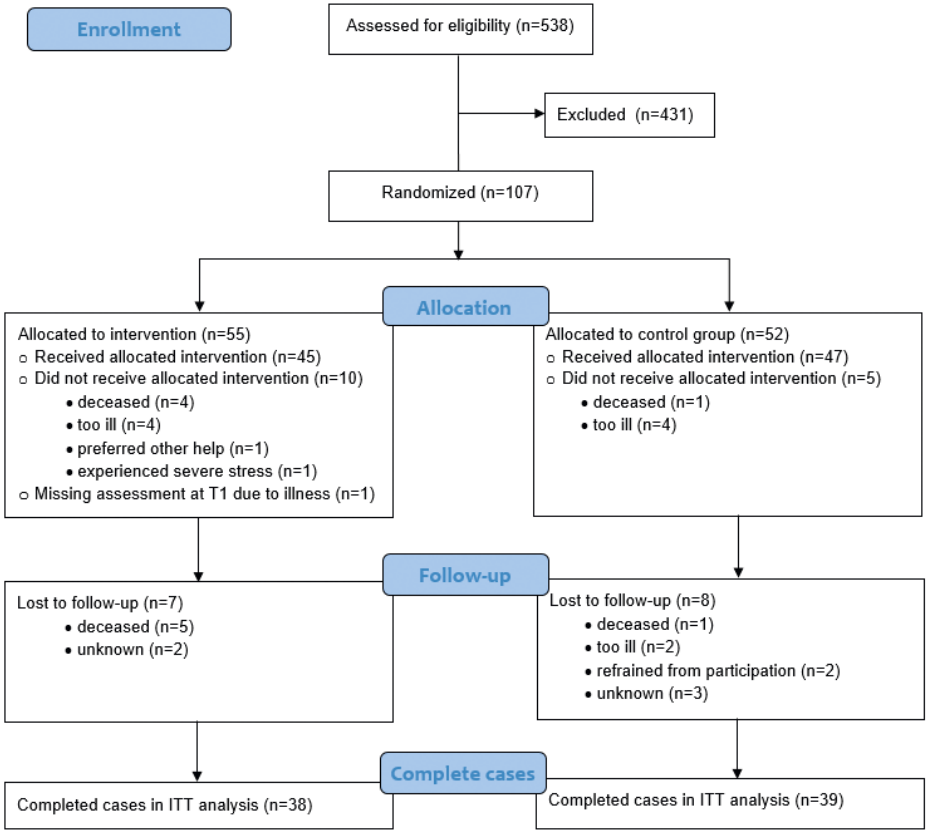 Enrollment
Assessed for eligibility (n=538)
Excluded (n=431)
Randomized (n=107)
Allocation
Allocated to intervention (n=55)
o Received allocated intervention (n=45)
o Did not receive allocated intervention (n=10)
• deceased (n=4)
• too ill (n=4)
• preferred other help (n=1)
• experienced severe stress (n=1)
o Missing assessment at T1 due to illness (n=1)
Allocated to control group (n=52)
o Received allocated intervention (n=47)
o Did not receive allocated intervention (n=5)
• deceased (n=1)
• too ill (n=4)
Follow-up
Lost to follow-up (n=7)
• deceased (n=5)
• unknown (n=2)
Lost to follow-up (n=8)
• deceased (n=1)
• too ill (n=2)
• refrained from participation (n=2)
• unknown (n=3)
Complete cases
Completed cases in ITT analysis (n=38)
Completed cases in ITT analysis (n=39)